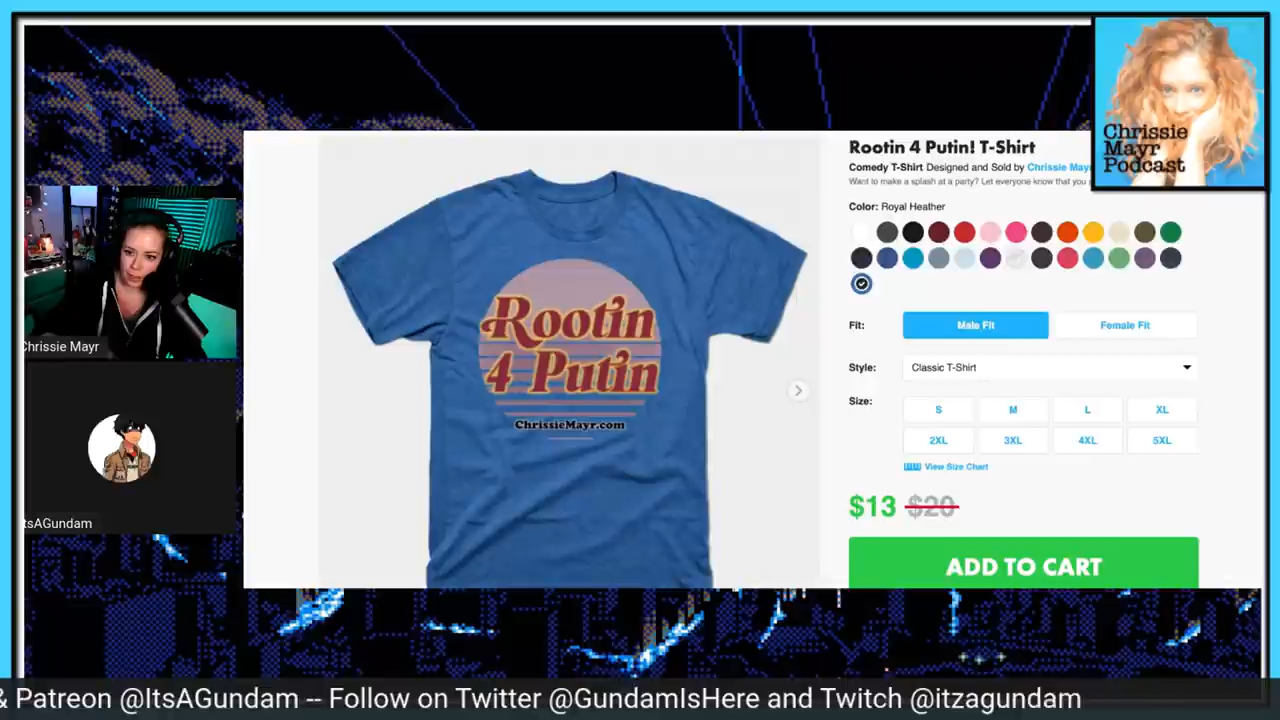 Chrissie
Mayr
Podcast
Rootin 4 Putin! T-Shirt
Comedy T-Shirt Designed and Sold by Chrissie Mayr
Want to make a splash at a party? Let everyone know that you
Color: Royal Heather
Fit: Male Fit Female Fit
Style: Classic T-Shirt
Size: S M L XL
2XL 3XL 4XL 5XL
View Size Chart
$13 $20
ADD TO CART
Rootin
4 Putin
ChrissieMayr.com
Chrissie Mayr
tsAGundam
& Patreon @ItsAGundam -- Follow on Twitter @GundamIsHere and Twitch @itzagundam